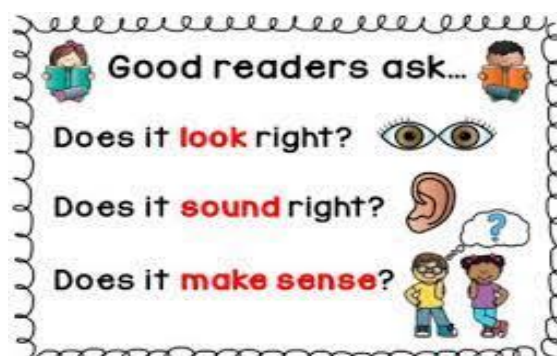 Good readers ask...
Does it look right?
Does it sound right?
?
Does it make sense?